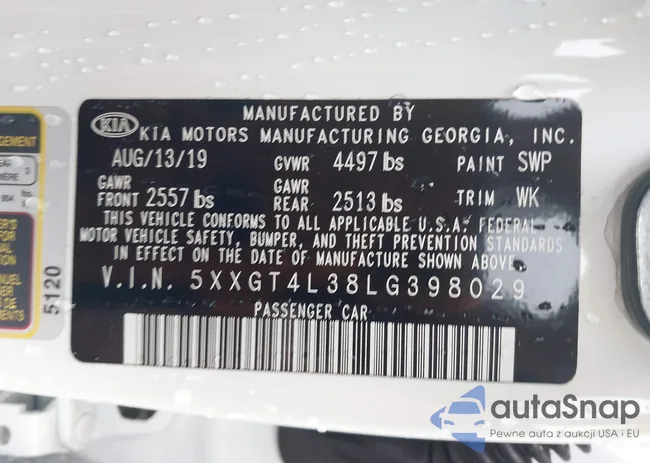 MANUFACTURED BY
KIA KIA MOTORS MANUFACTURING GEORGIA, INC.
AUG/13/19 GVWR 4497 lbs PAINT SWP
GAWR FRONT 2557 lbs GAWR REAR 2513 lbs TRIM WK
THIS VEHICLE CONFORMS TO ALL APPLICABLE U.S.A. FEDERAL
MOTOR VEHICLE SAFETY, BUMPER, AND THEFT PREVENTION STANDARDS
IN EFFECT ON THE DATE OF MANUFACTURE SHOWN ABOVE.
V.I.N. 5XXGT4L38LG398029
PASSENGER CAR
5120
autaSnap
Pewne auta z aukcji USA i EU